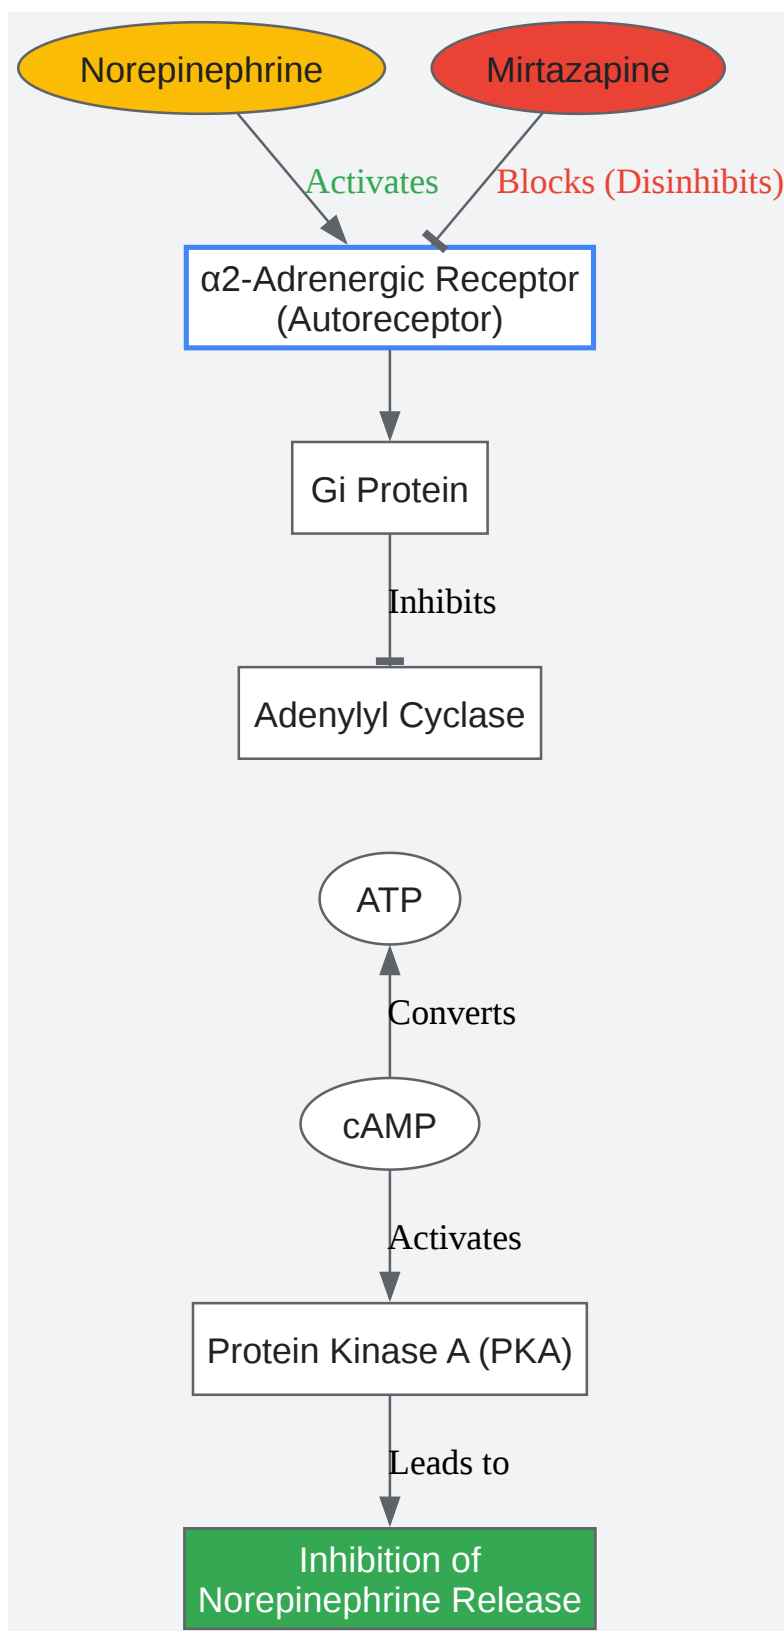 Norepinephrine
Mirtazapine
Activates
Blocks (Disinhibits)
α2-Adrenergic Receptor
(Autoreceptor)
Gi Protein
Inhibits
Adenylyl Cyclase
ATP
Converts
cAMP
Activates
Protein Kinase A (PKA)
Leads to
Inhibition of
Norepinephrine Release